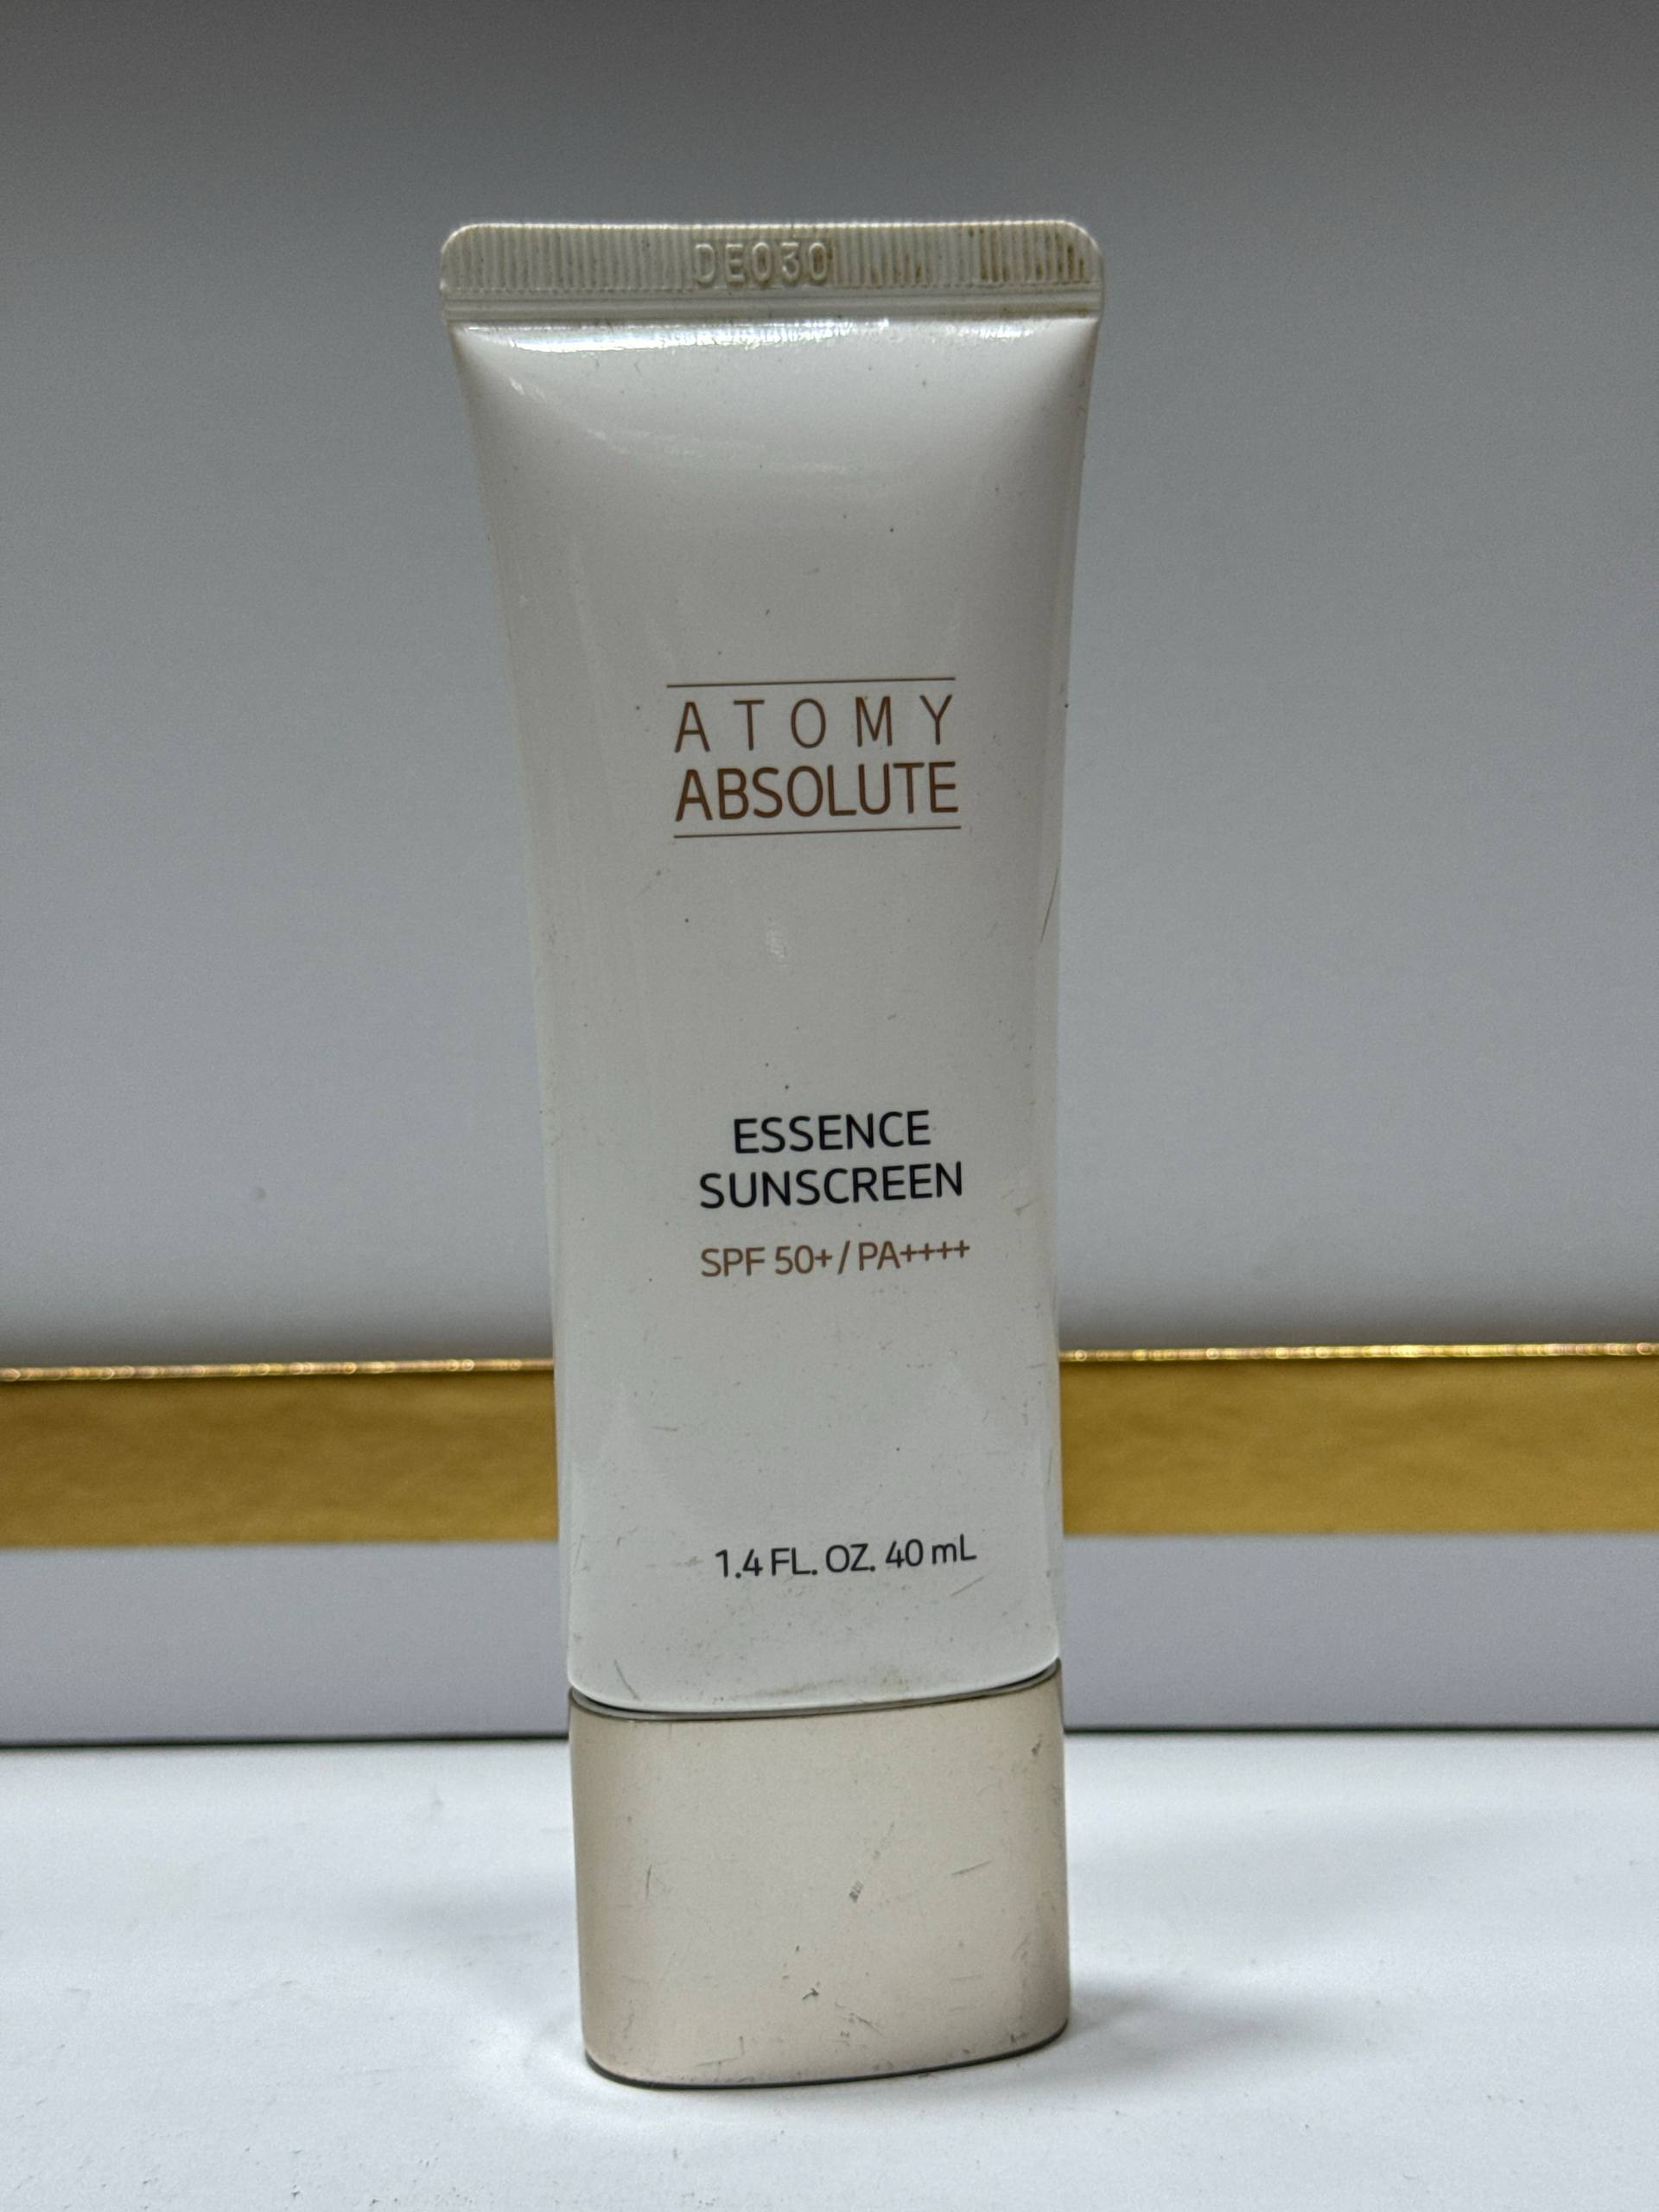 DE030
ATOMY
ABSOLUTE
ESSENCE
SUNSCREEN
SPF 50+/PA++++
1.4 FL. OZ. 40 mL